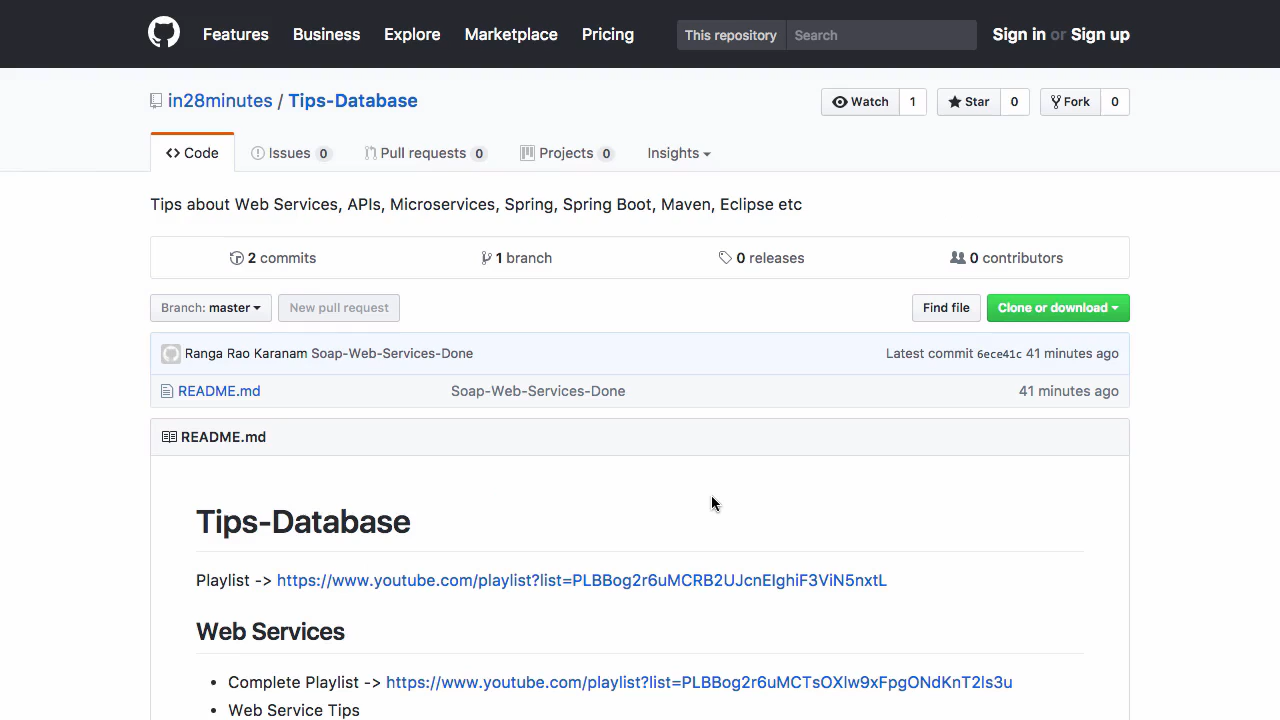 Features Business Explore Marketplace Pricing This repository Search Sign in or Sign up
in28minutes / Tips-Database Watch 1 Star 0 Fork 0
Code Issues 0 Pull requests 0 Projects 0 Insights
Tips about Web Services, APIs, Microservices, Spring, Spring Boot, Maven, Eclipse etc
2 commits 1 branch 0 releases 0 contributors
Branch: master New pull request Find file Clone or download
Ranga Rao Karanam Soap-Web-Services-Done Latest commit 6ece41c 41 minutes ago
README.md Soap-Web-Services-Done 41 minutes ago
README.md
Tips-Database
Playlist -> https://www.youtube.com/playlist?list=PLBBog2r6uMCRB2UJcnEIghiF3ViN5nxtL
Web Services
• Complete Playlist -> https://www.youtube.com/playlist?list=PLBBog2r6uMCTsOXlw9xFpgONdKnT2ls3u
• Web Service Tips